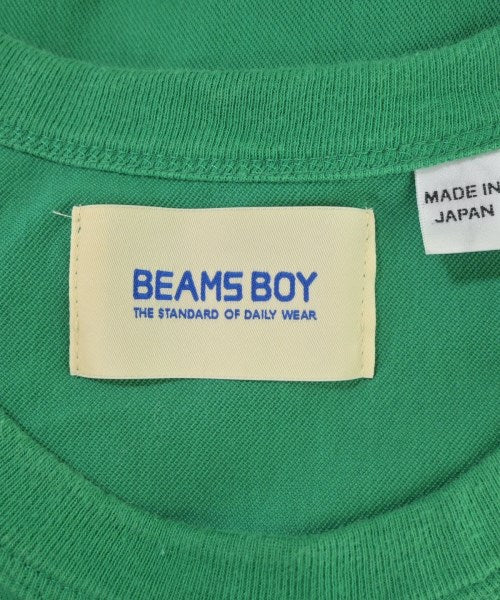 BEAMS BOY
THE STANDARD OF DAILY WEAR
MADE IN
JAPAN